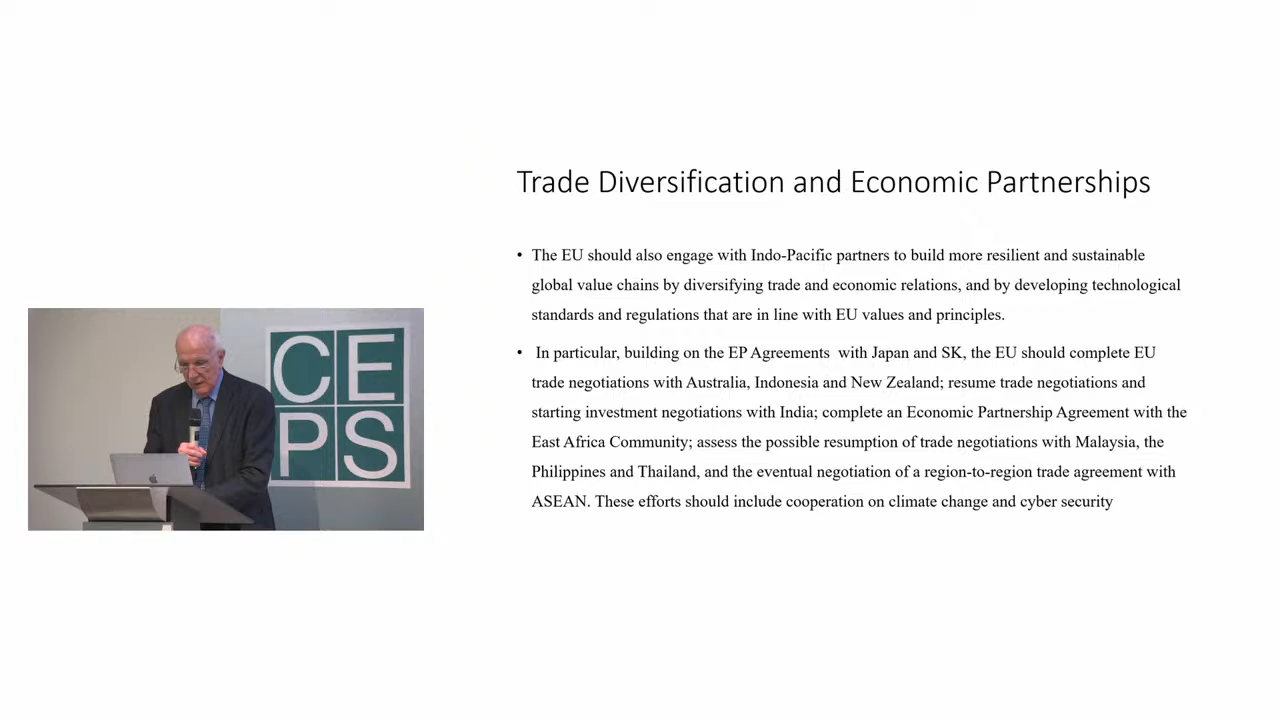 Trade Diversification and Economic Partnerships
• The EU should also engage with Indo-Pacific partners to build more resilient and sustainable
global value chains by diversifying trade and economic relations, and by developing technological
standards and regulations that are in line with EU values and principles.
• In particular, building on the EP Agreements with Japan and SK, the EU should complete EU
trade negotiations with Australia, Indonesia and New Zealand; resume trade negotiations and
starting investment negotiations with India; complete an Economic Partnership Agreement with the
East Africa Community; assess the possible resumption of trade negotiations with Malaysia, the
Philippines and Thailand, and the eventual negotiation of a region-to-region trade agreement with
ASEAN. These efforts should include cooperation on climate change and cyber security
CE
PS